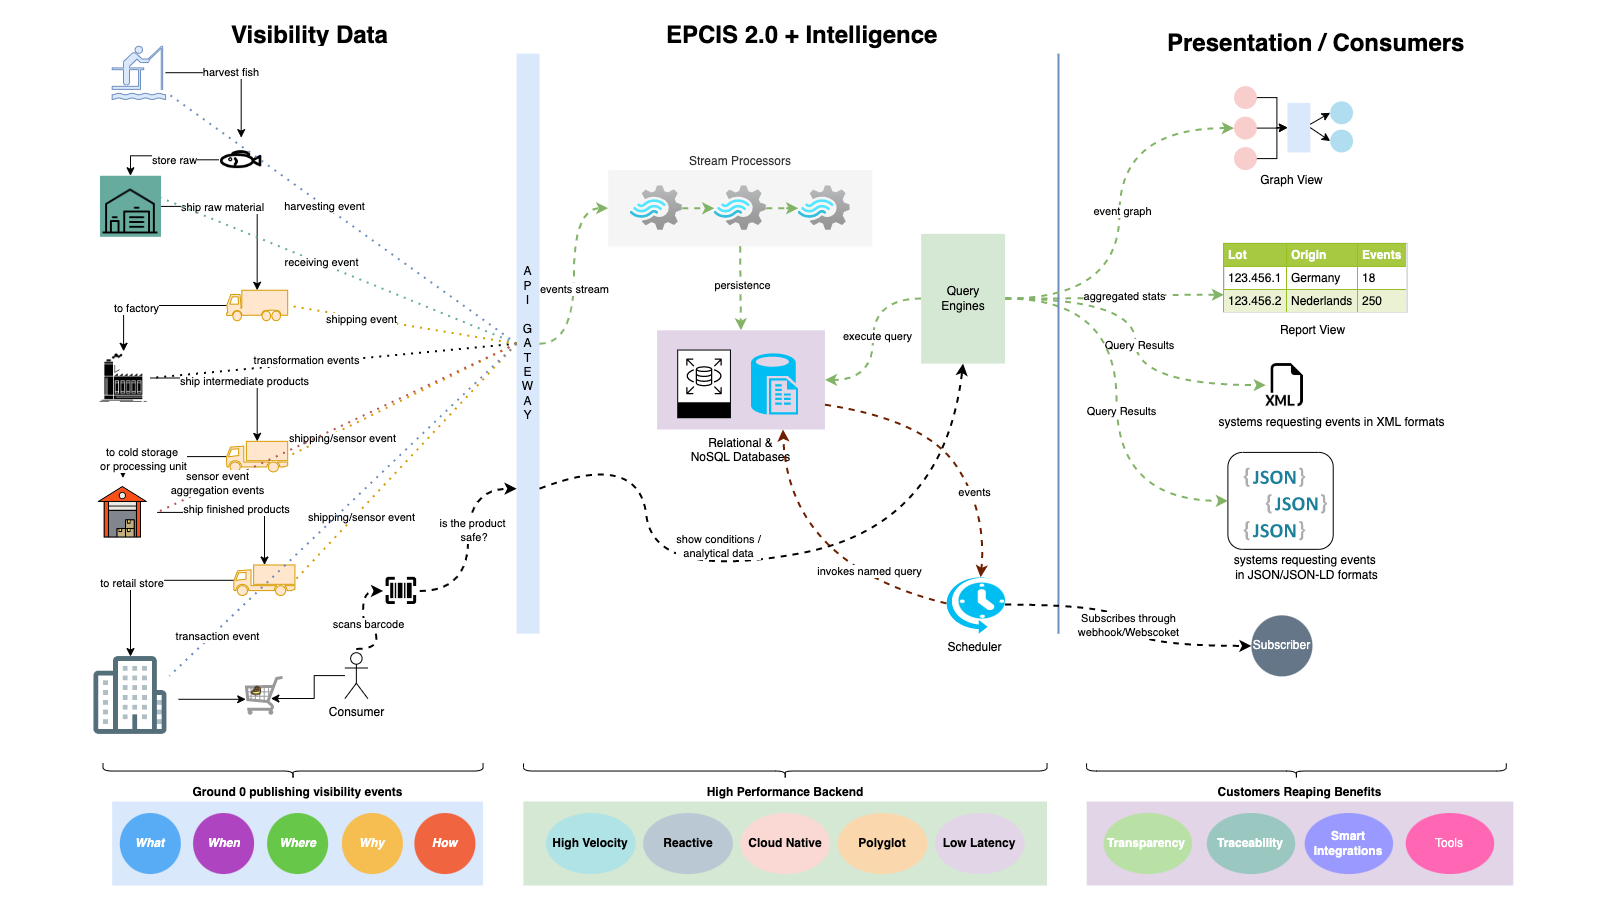 Visibility Data
EPCIS 2.0 + Intelligence
Presentation / Consumers
harvest fish
store raw
ship raw material
harvesting event
receiving event
to factory
shipping event
transformation events
ship intermediate products
shipping/sensor event
to cold storage
or processing unit
sensor event
aggregation events
ship finished products
shipping/sensor event
to retail store
transaction event
is the product
safe?
scans barcode
Consumer
API GATEWAY
events stream
Stream Processors
persistence
Query
Engines
execute query
Relational &
NoSQL Databases
events
show conditions /
analytical data
invokes named query
Scheduler
event graph
Graph View
aggregated stats
Lot Origin Events
123.456.1 Germany 18
123.456.2 Nederlands 250
Report View
Query Results
XML
systems requesting events in XML formats
Query Results
{JSON}
{JSON}
{JSON}
systems requesting events
in JSON/JSON-LD formats
Subscribes through
webhook/Webscoket
Subscriber
Ground 0 publishing visibility events
What When Where Why How
High Performance Backend
High Velocity Reactive Cloud Native Polyglot Low Latency
Customers Reaping Benefits
Transparency Traceability Smart Integrations Tools